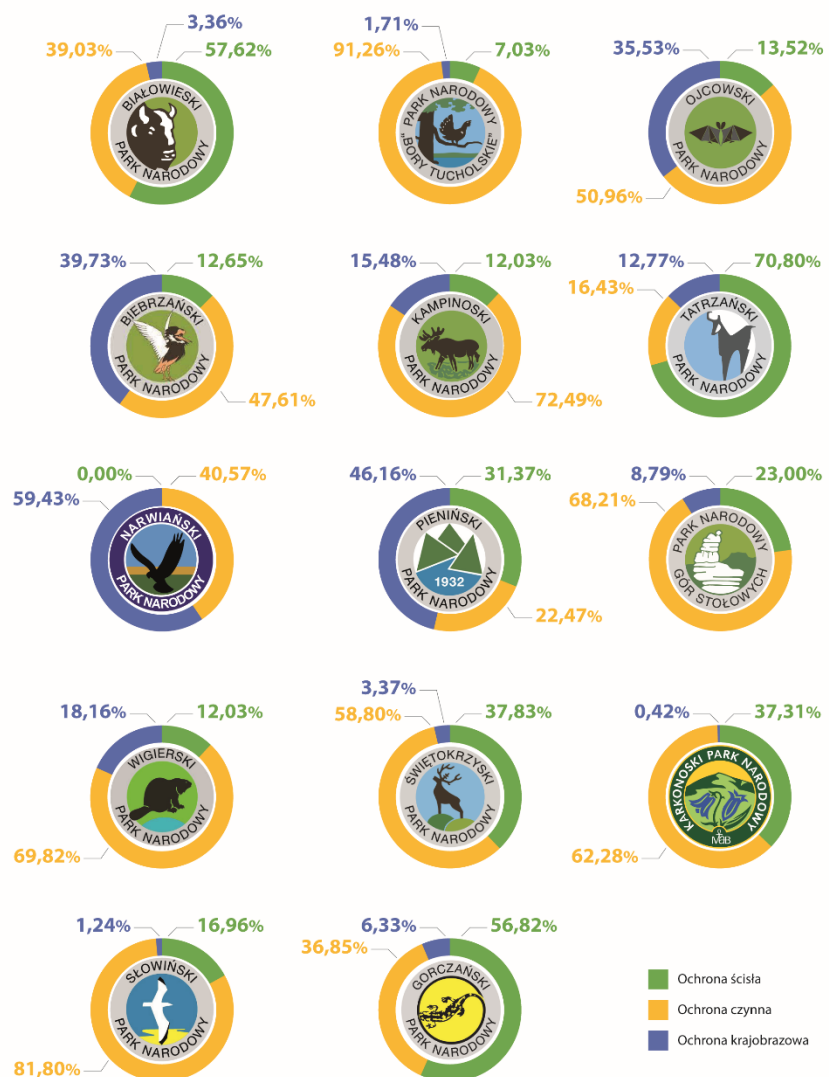 3,36%
39,03% 57,62%
BIAŁOWIESKI
PARK NARODOWY
1,71%
91,26% 7,03%
PARK NARODOWY
„BORY TUCHOLSKIE"
35,53% 13,52%
OJCOWSKI
PARK NARODOWY
50,96%
39,73% 12,65%
BIEBRZAŃSKI
PARK NARODOWY
47,61%
15,48% 12,03%
KAMPINOSKI
PARK NARODOWY
72,49%
12,77% 70,80%
16,43%
TATRZAŃSKI
PARK NARODOWY
0,00% 40,57%
59,43%
NARWIAŃSKI
PARK NARODOWY
46,16% 31,37%
PIENIŃSKI
1932
PARK NARODOWY
22,47%
8,79% 23,00%
68,21%
PARK NARODOWY
GÓR STOŁOWYCH
18,16% 12,03%
WIGIERSKI
PARK NARODOWY
69,82%
3,37%
58,80% 37,83%
ŚWIĘTOKRZYSKI
PARK NARODOWY
0,42% 37,31%
KARKONOSKI PARK NARODOWY
MaB
62,28%
1,24% 16,96%
SŁOWIŃSKI
PARK NARODOWY
81,80%
6,33% 56,82%
36,85%
GORCZAŃSKI
PARK NARODOWY
Ochrona ścisła
Ochrona czynna
Ochrona krajobrazowa